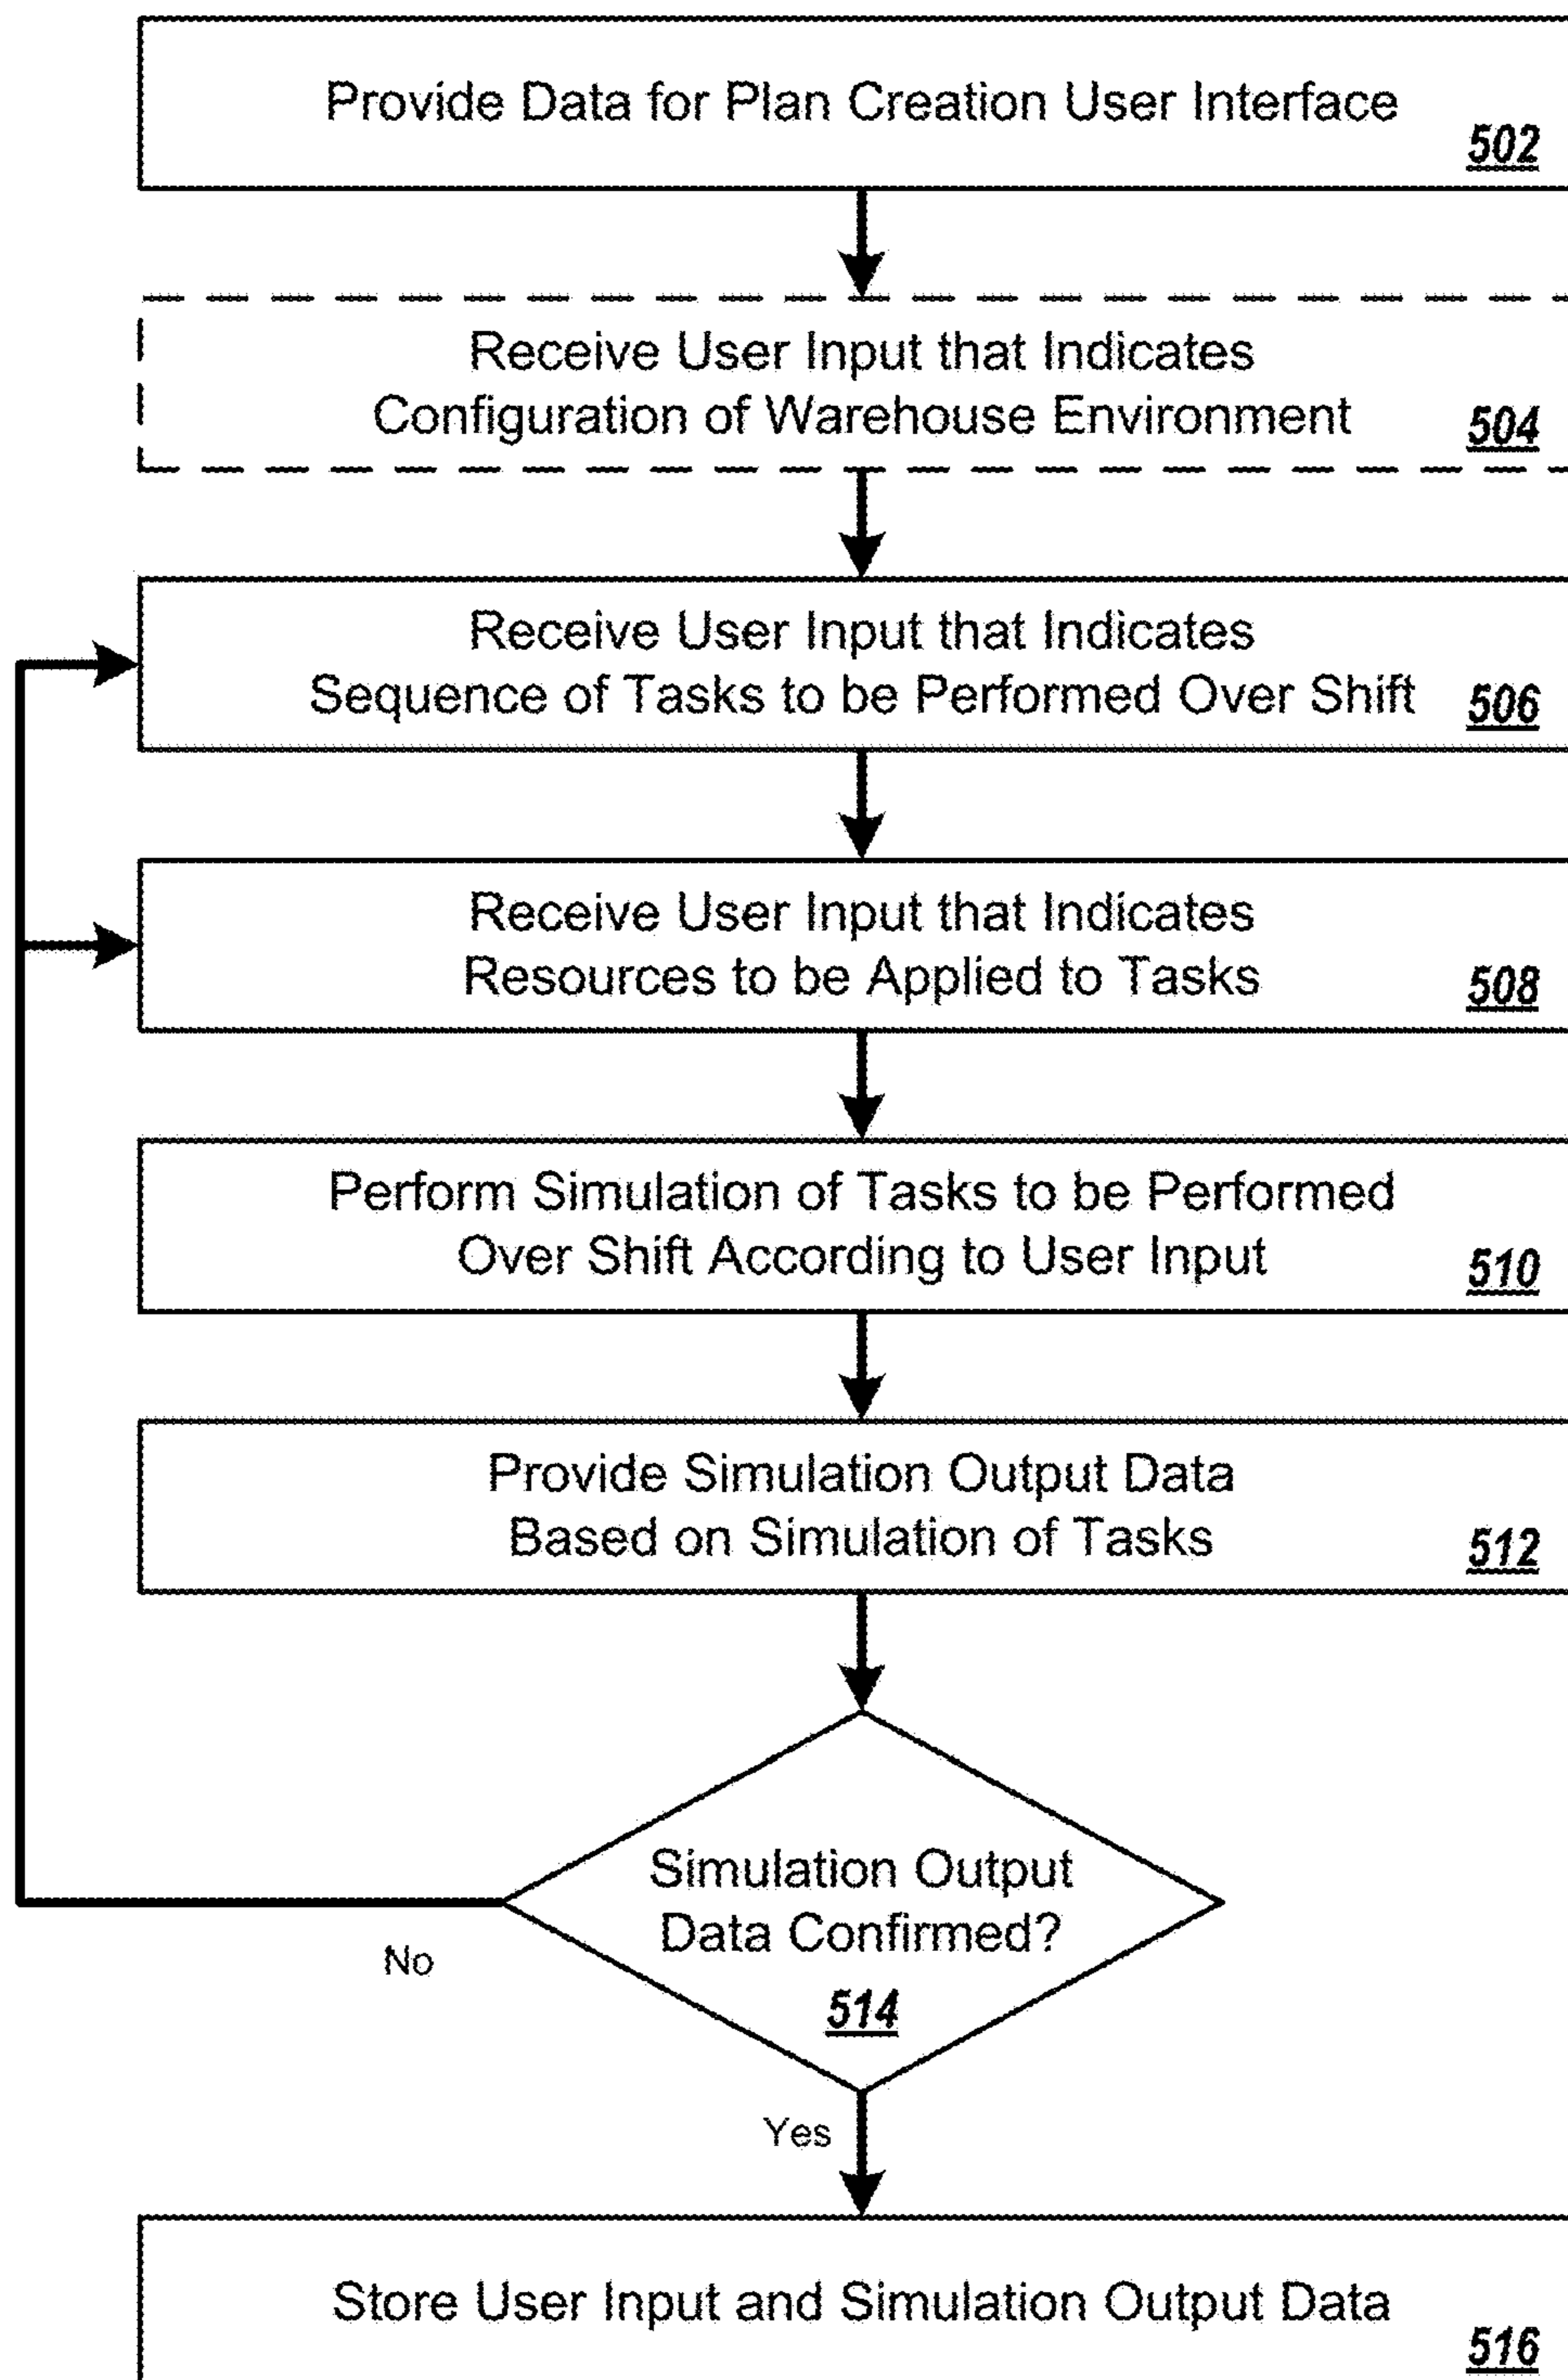 Provide Data for Plan Creation User Interface
502
Receive User Input that Indicates
Configuration of Warehouse Environment
504
Receive User Input that Indicates
Sequence of Tasks to be Performed Over Shift
506
Receive User Input that Indicates
Resources to be Applied to Tasks
508
Perform Simulation of Tasks to be Performed
Over Shift According to User Input
510
Provide Simulation Output Data
Based on Simulation of Tasks
512
Simulation Output
Data Confirmed?
514
No
Yes
Store User Input and Simulation Output Data
516